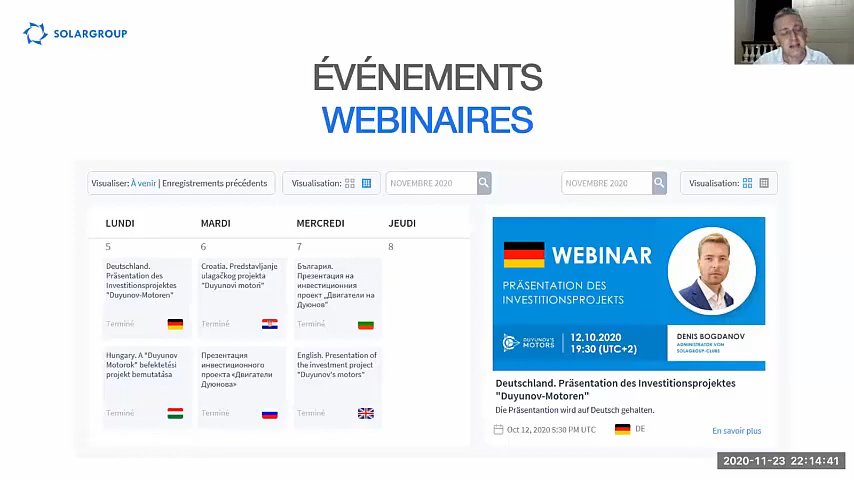 SOLARGROUP
ÉVÉNEMENTS
WEBINAIRES
Visualiser: À venir | Enregistrements précédents
Visualisation:
NOVEMBRE 2020
NOVEMBRE 2020
Visualisation:
LUNDI
MARDI
MERCREDI
JEUDI
5
6
7
8
Deutschland.
Präsentation des
Investitionsprojektes
"Duyunov-Motoren"
Terminé
Croatia. Predstavljanje
ulagačkog projekta
"Duyunovi motori"
Terminé
България.
Презентация на
инвестиционния
проект „Двигатели на
Дуюнов"
Terminé
Hungary. A "Duyunov
Motorok" befektetési
projekt bemutatása
Terminé
Презентация
инвестиционного
проекта «Двигатели
Дуюнова»
Terminé
English. Presentation of
the investment project
"Duyunov's motors"
Terminé
WEBINAR
PRÄSENTATION DES
INVESTITIONSPROJEKTS
DUYUNOV'S
MOTORS
12.10.2020
19:30 (UTC+2)
DENIS BOGDANOV
ADMINISTRATOR VON
SOLAGROUP-CLUBS
Deutschland. Präsentation des Investitionsprojektes
"Duyunov-Motoren"
Die Präsentantion wird auf Deutsch gehalten.
Oct 12, 2020 5:30 PM UTC
DE
En savoir plus
2020-11-23 22:14:41